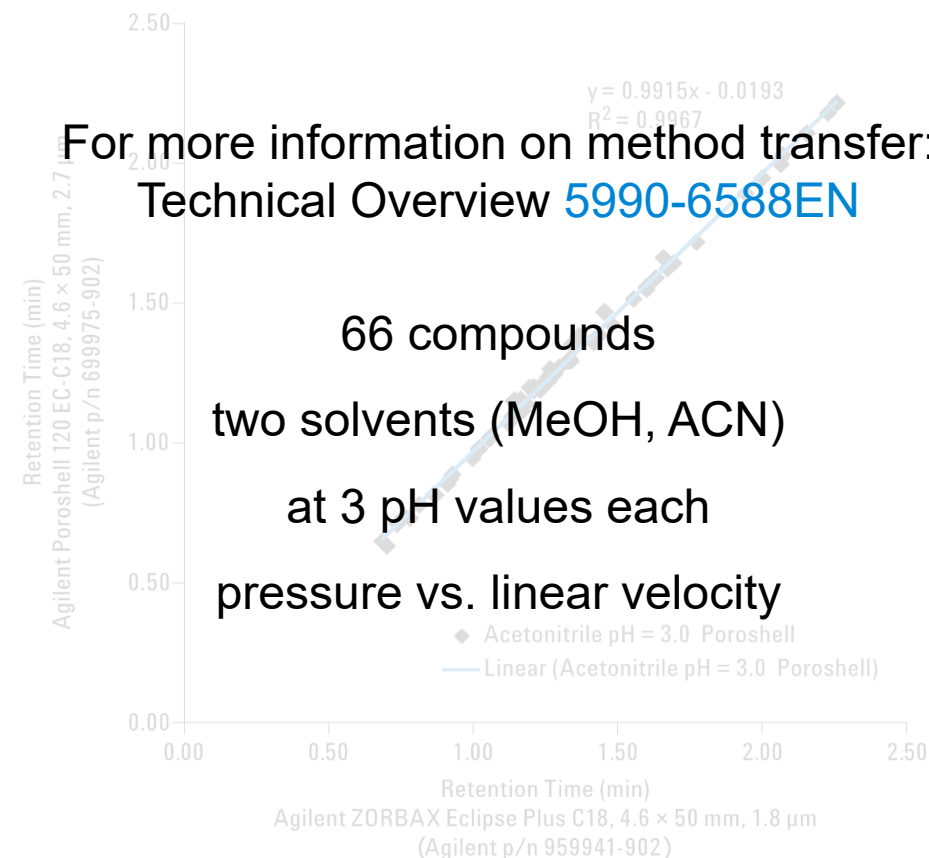 2.50
y = 0.9915x - 0.0193
R² = 0.9967
For more information on method transfer:
2.00
Technical Overview 5990-6588EN
Retention Time (min)
Agilent Poroshell 120 EC-C18, 4.6 × 50 mm, 2.7 µm
(Agilent p/n 699975-902)
1.50
66 compounds
two solvents (MeOH, ACN)
1.00
at 3 pH values each
0.50
pressure vs. linear velocity
Acetonitrile pH = 3.0 Poroshell
Linear (Acetonitrile pH = 3.0 Poroshell)
0.00
0.00 0.50 1.00 1.50 2.00 2.50
Retention Time (min)
Agilent ZORBAX Eclipse Plus C18, 4.6 × 50 mm, 1.8 µm
(Agilent p/n 959941-902)